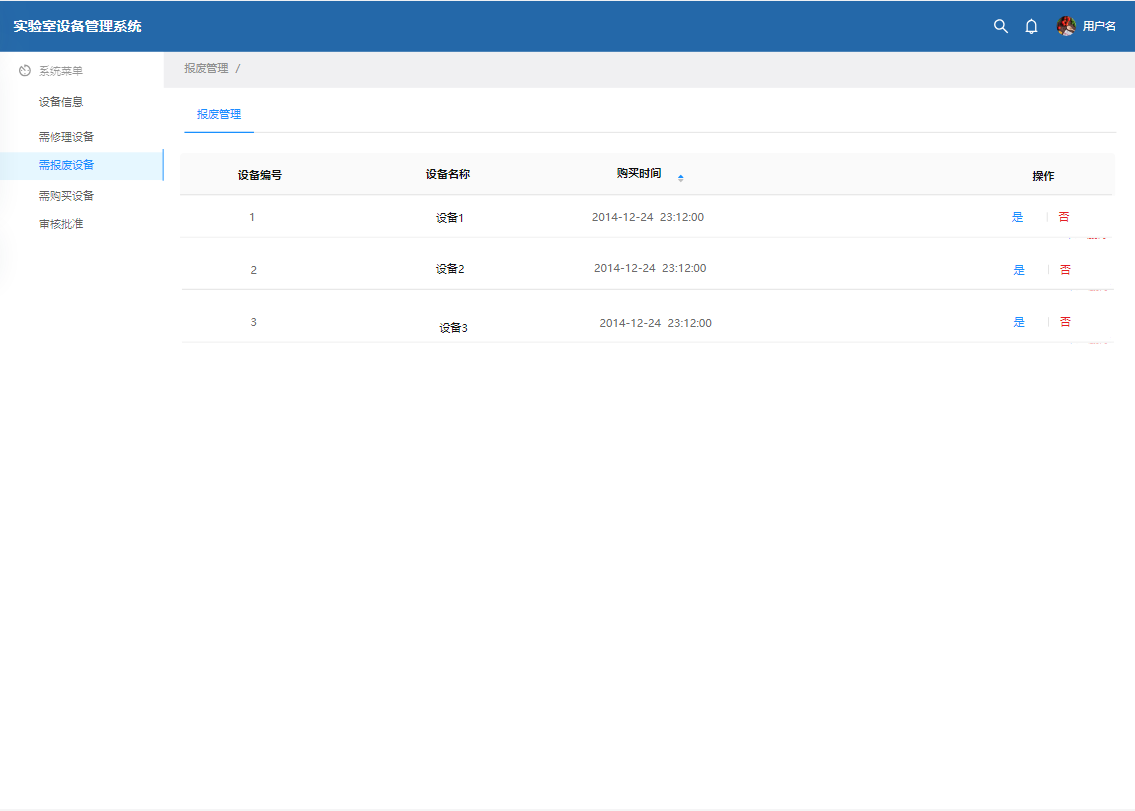 实验室设备管理系统
用户名
系统菜单
设备信息
需修理设备
需报废设备
需购买设备
审核批准
报废管理 /
报废管理
设备编号 设备名称 购买时间 操作
1 设备1 2014-12-24 23:12:00 是 否
2 设备2 2014-12-24 23:12:00 是 否
3 设备3 2014-12-24 23:12:00 是 否